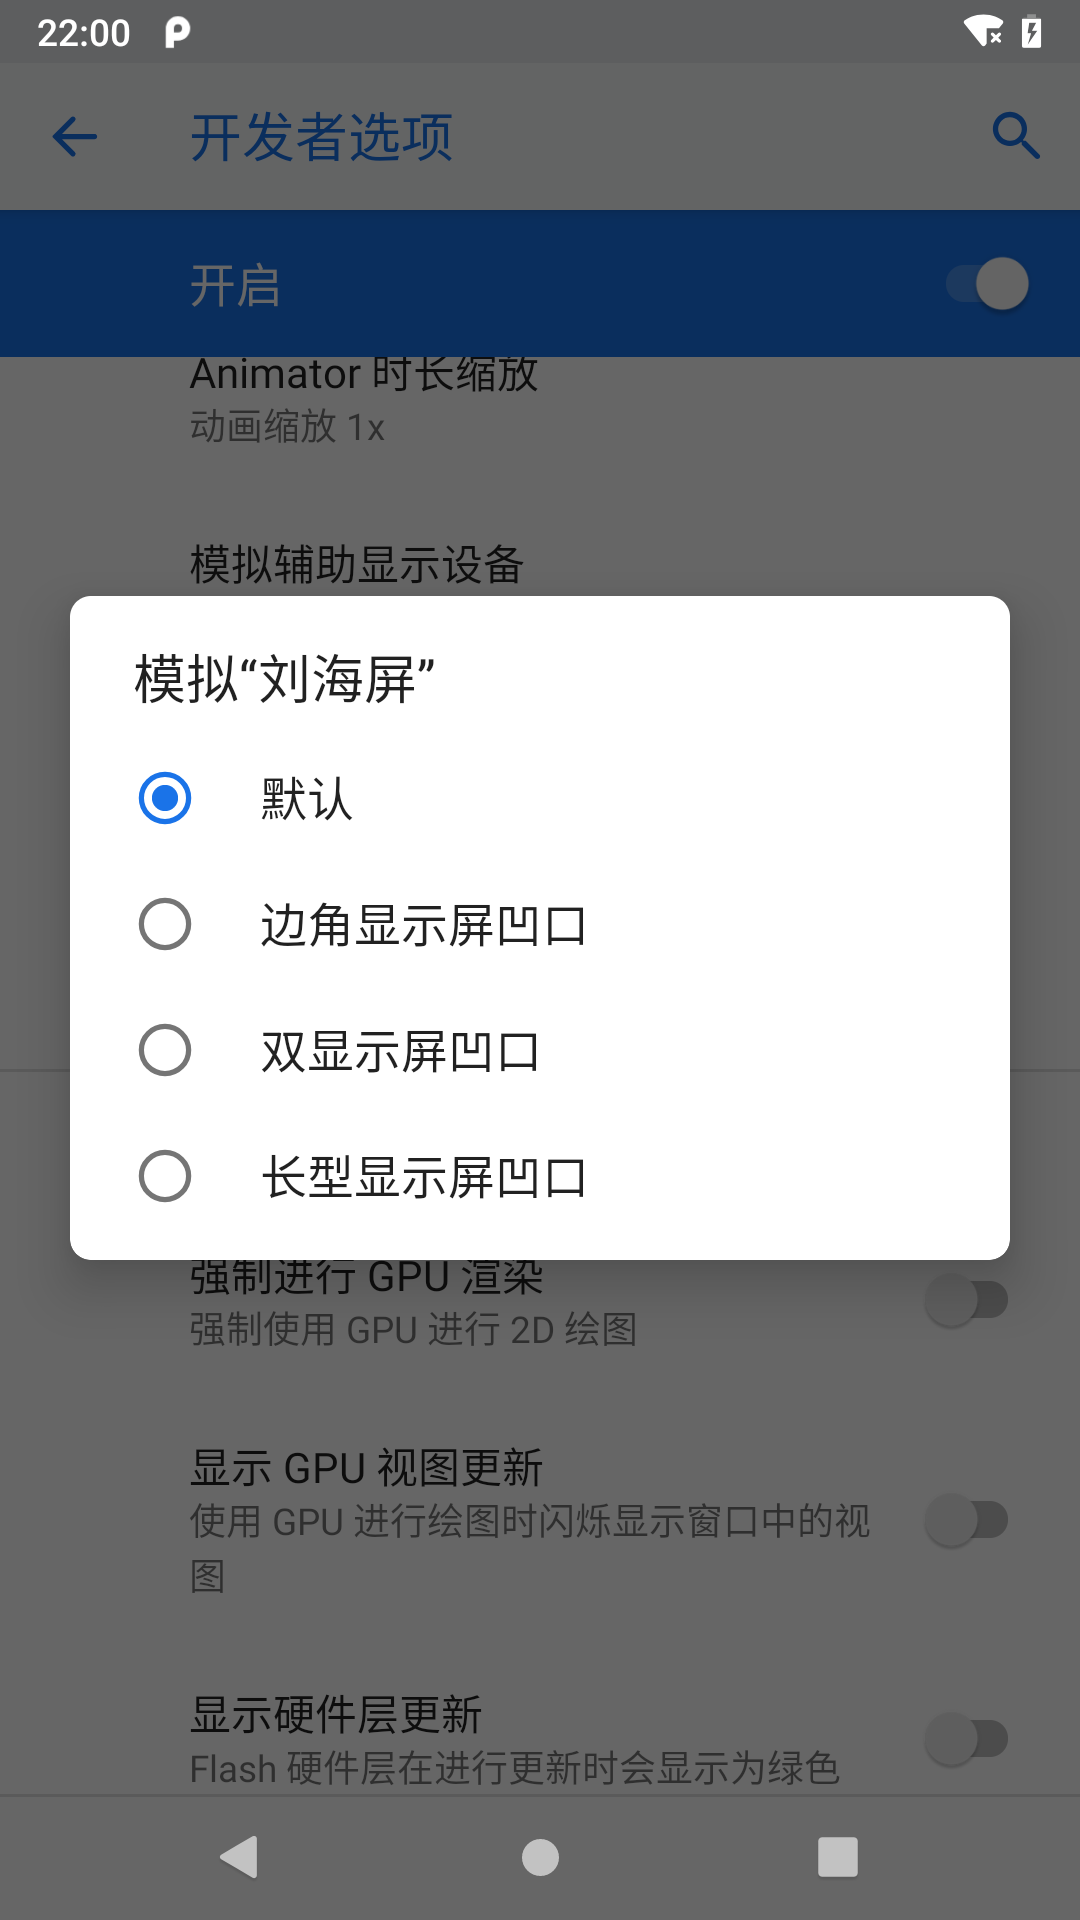 22:00
开发者选项
开启
Animator 时长缩放
动画缩放 1x
模拟辅助显示设备
模拟“刘海屏”
默认
边角显示屏凹口
双显示屏凹口
长型显示屏凹口
强制进行 GPU 渲染
强制使用 GPU 进行 2D 绘图
显示 GPU 视图更新
使用 GPU 进行绘图时闪烁显示窗口中的视
图
显示硬件层更新
Flash 硬件层在进行更新时会显示为绿色